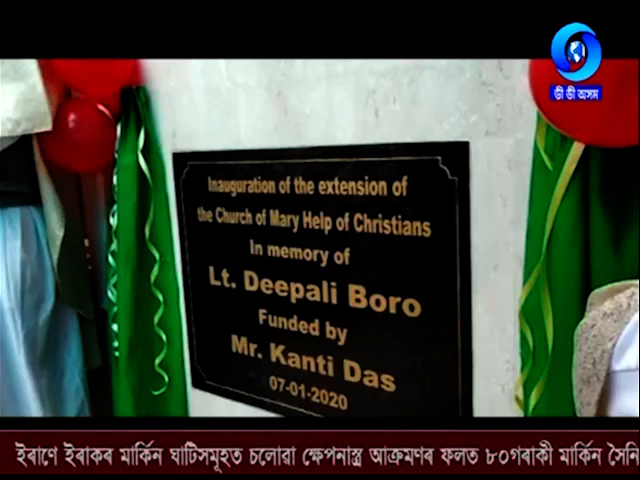 ডী ডী অসম
Inauguration of the extension of
the Church of Mary Help of Christians
In memory of
Lt. Deepali Boro
Funded by
Mr. Kanti Das
07-01-2020
ইৰাণে ইৰাকৰ মাৰ্কিন ঘাটিসমূহত চলোৱা ক্ষেপনাস্ত্ৰ আক্ৰমণৰ ফলত ৮০গৰাকী মাৰ্কিন সৈনি